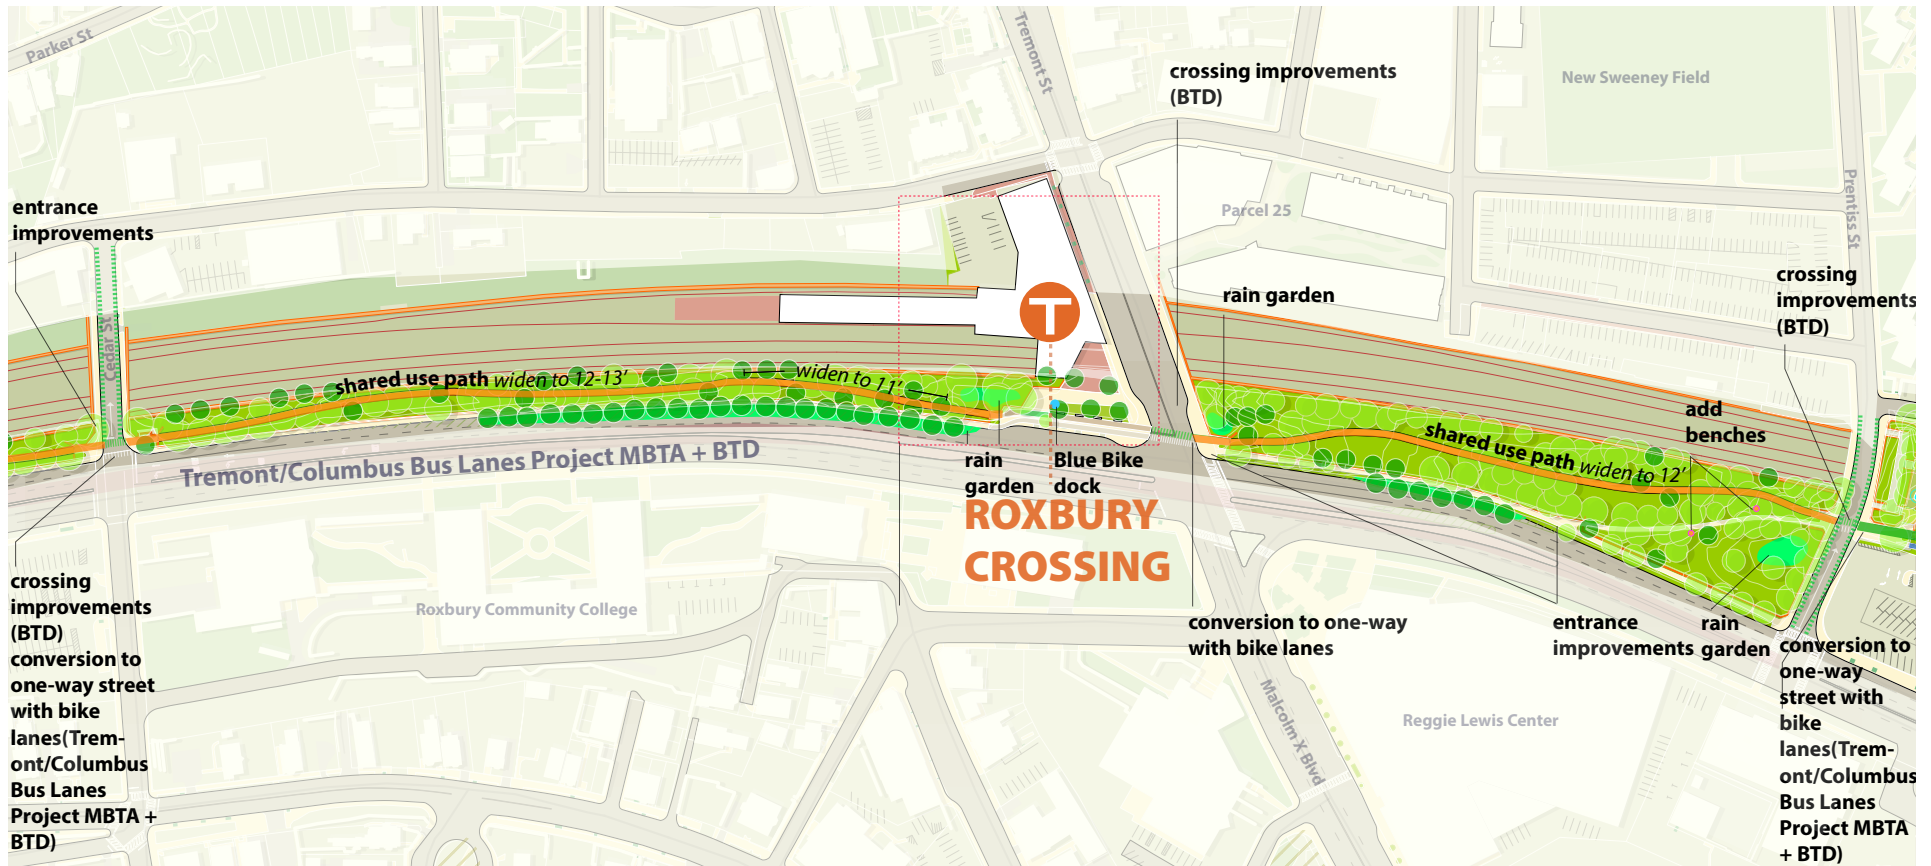 Parker St
Tremont St
crossing improvements
(BTD)
New Sweeney Field
entrance
improvements
Parcel 25
Prentiss St
crossing
improvements
(BTD)
rain garden
T
Cedar St
shared use path widen to 12-13’
widen to 11’
add
benches
shared use path widen to 12’
Tremont/Columbus Bus Lanes Project MBTA + BTD
rain
garden
Blue Bike
dock
ROXBURY
CROSSING
crossing
improvements
(BTD)
conversion to
one-way street
with bike
lanes(Trem-
ont/Columbus
Bus Lanes
Project MBTA +
BTD)
Roxbury Community College
conversion to one-way
with bike lanes
entrance
improvements
rain
garden
conversion to
one-way
street with
bike
lanes(Trem-
ont/Columbus
Bus Lanes
Project MBTA
+ BTD)
Malcolm X Blvd
Reggie Lewis Center